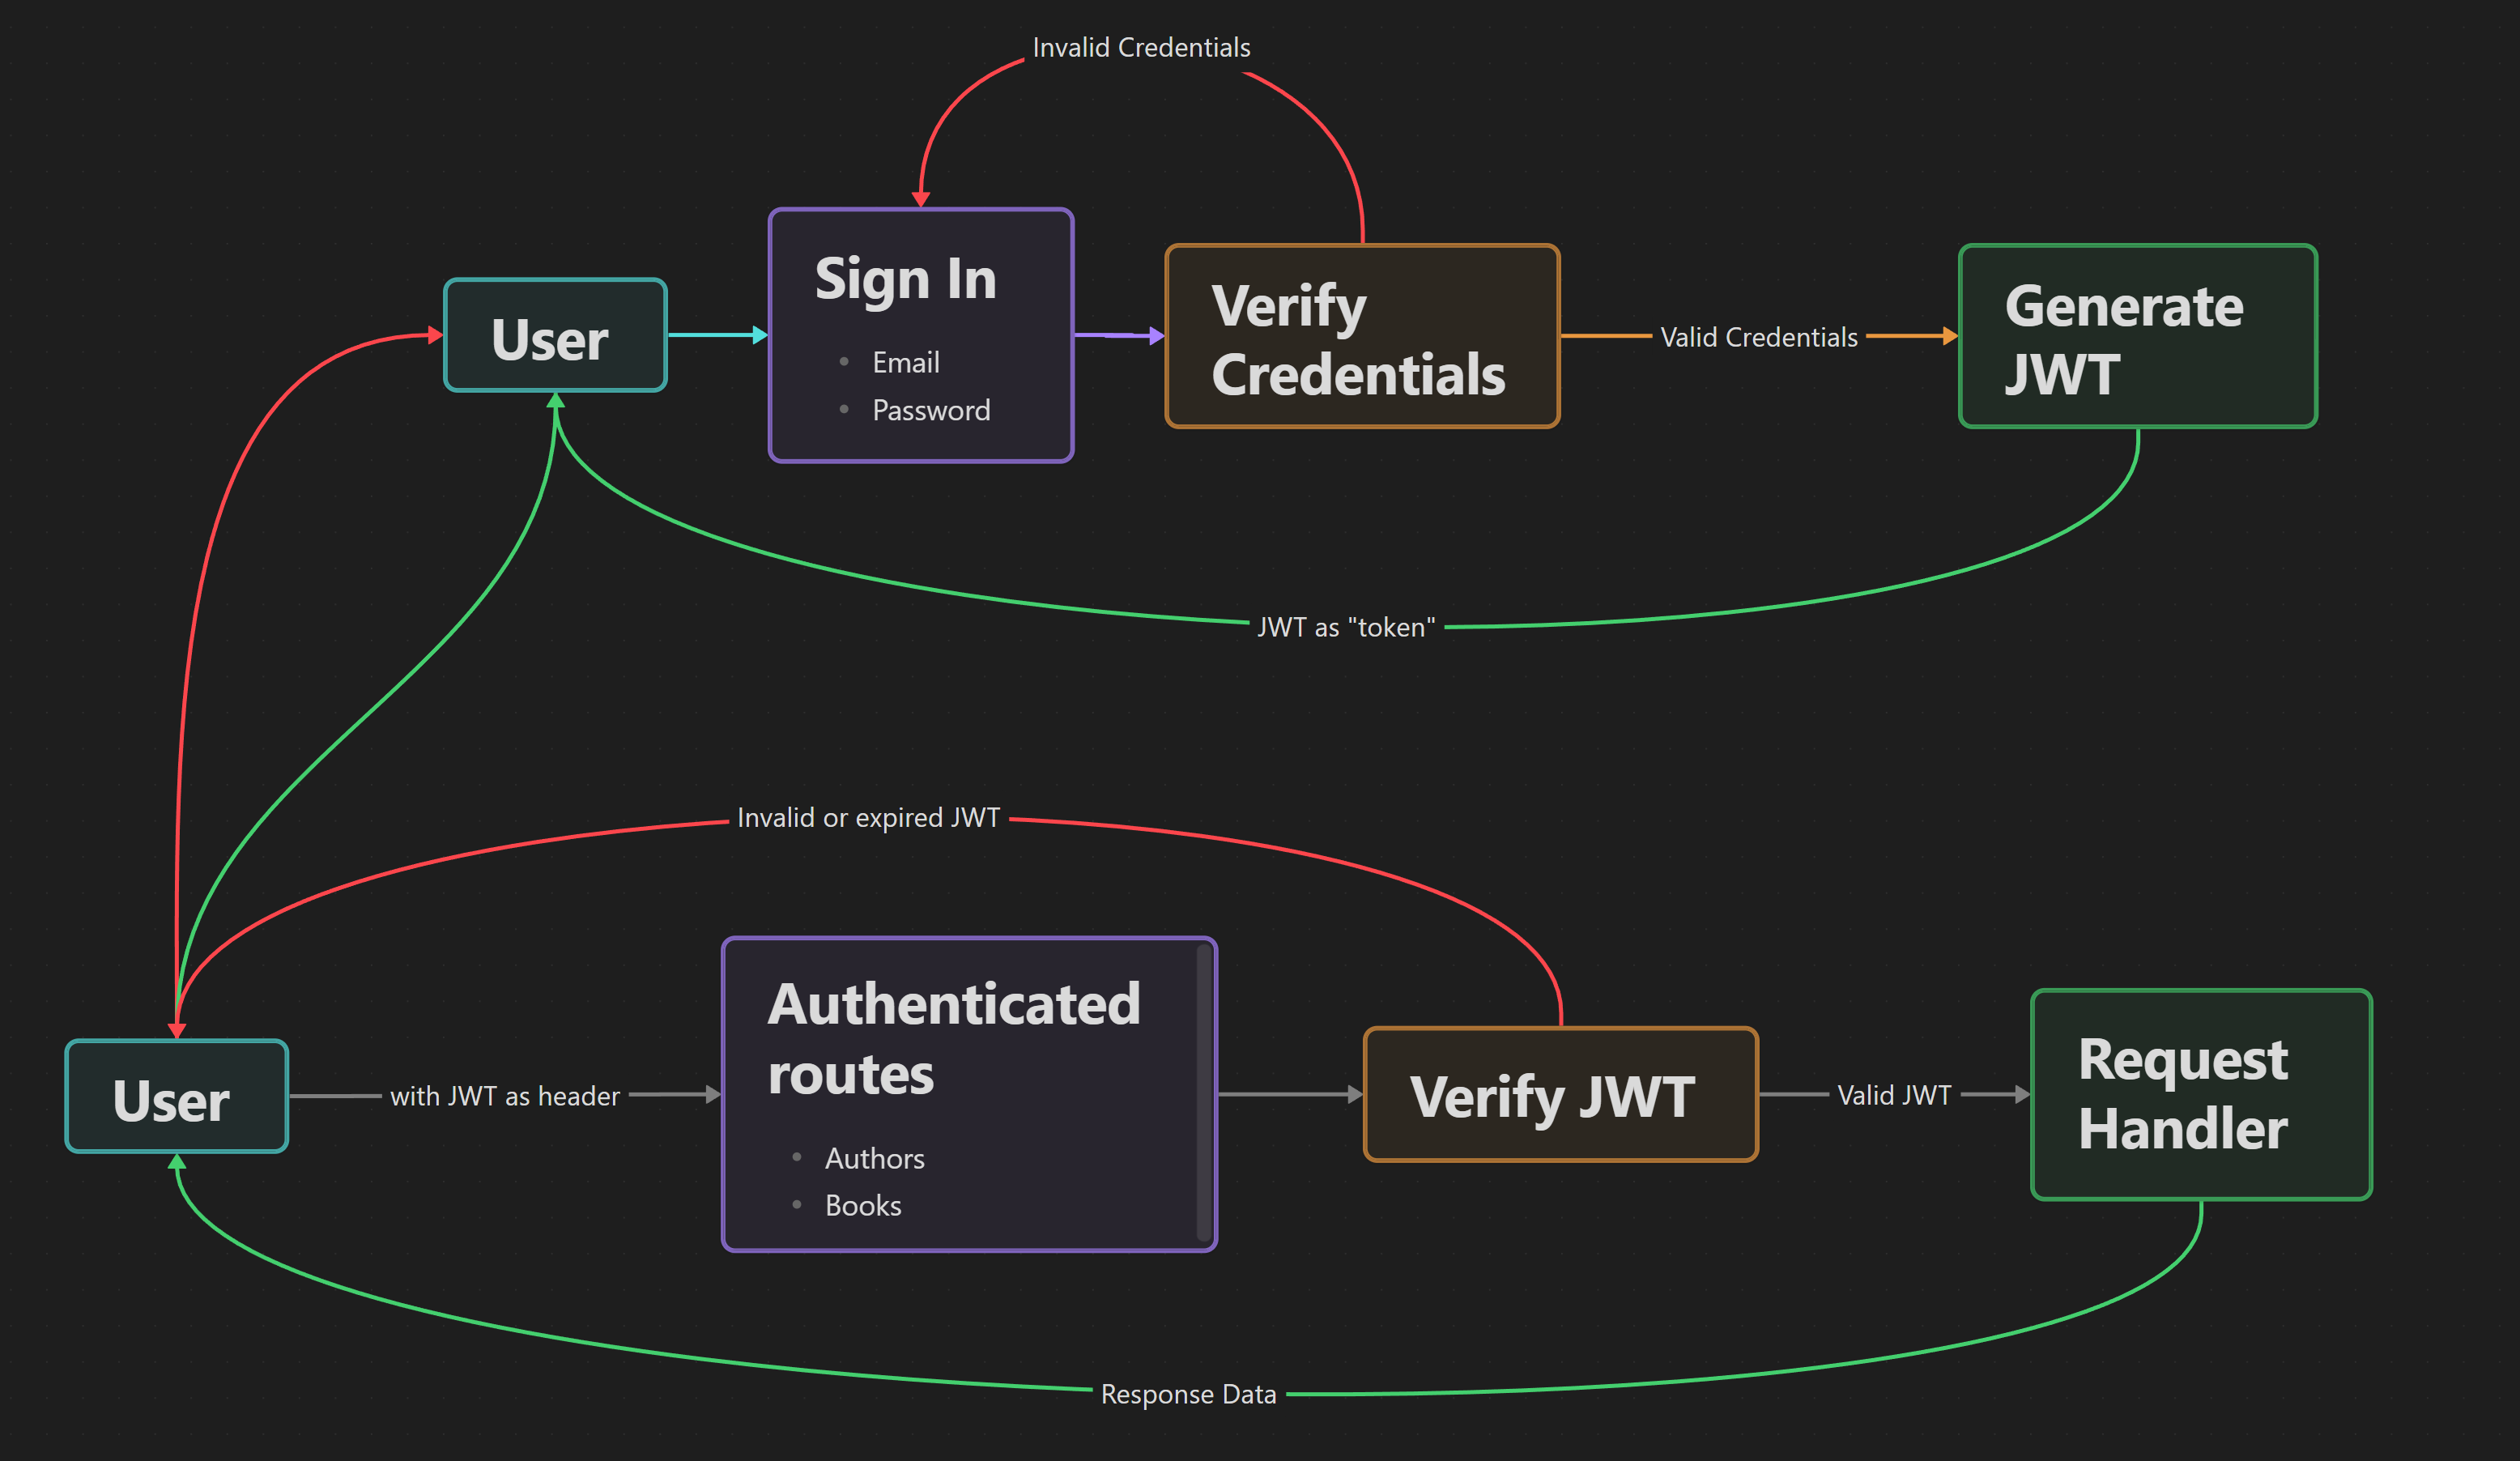 Invalid Credentials
User
Sign In
Email
Password
Verify
Credentials
Valid Credentials
Generate
JWT
JWT as "token"
Invalid or expired JWT
User
with JWT as header
Authenticated
routes
Authors
Books
Verify JWT
Valid JWT
Request
Handler
Response Data